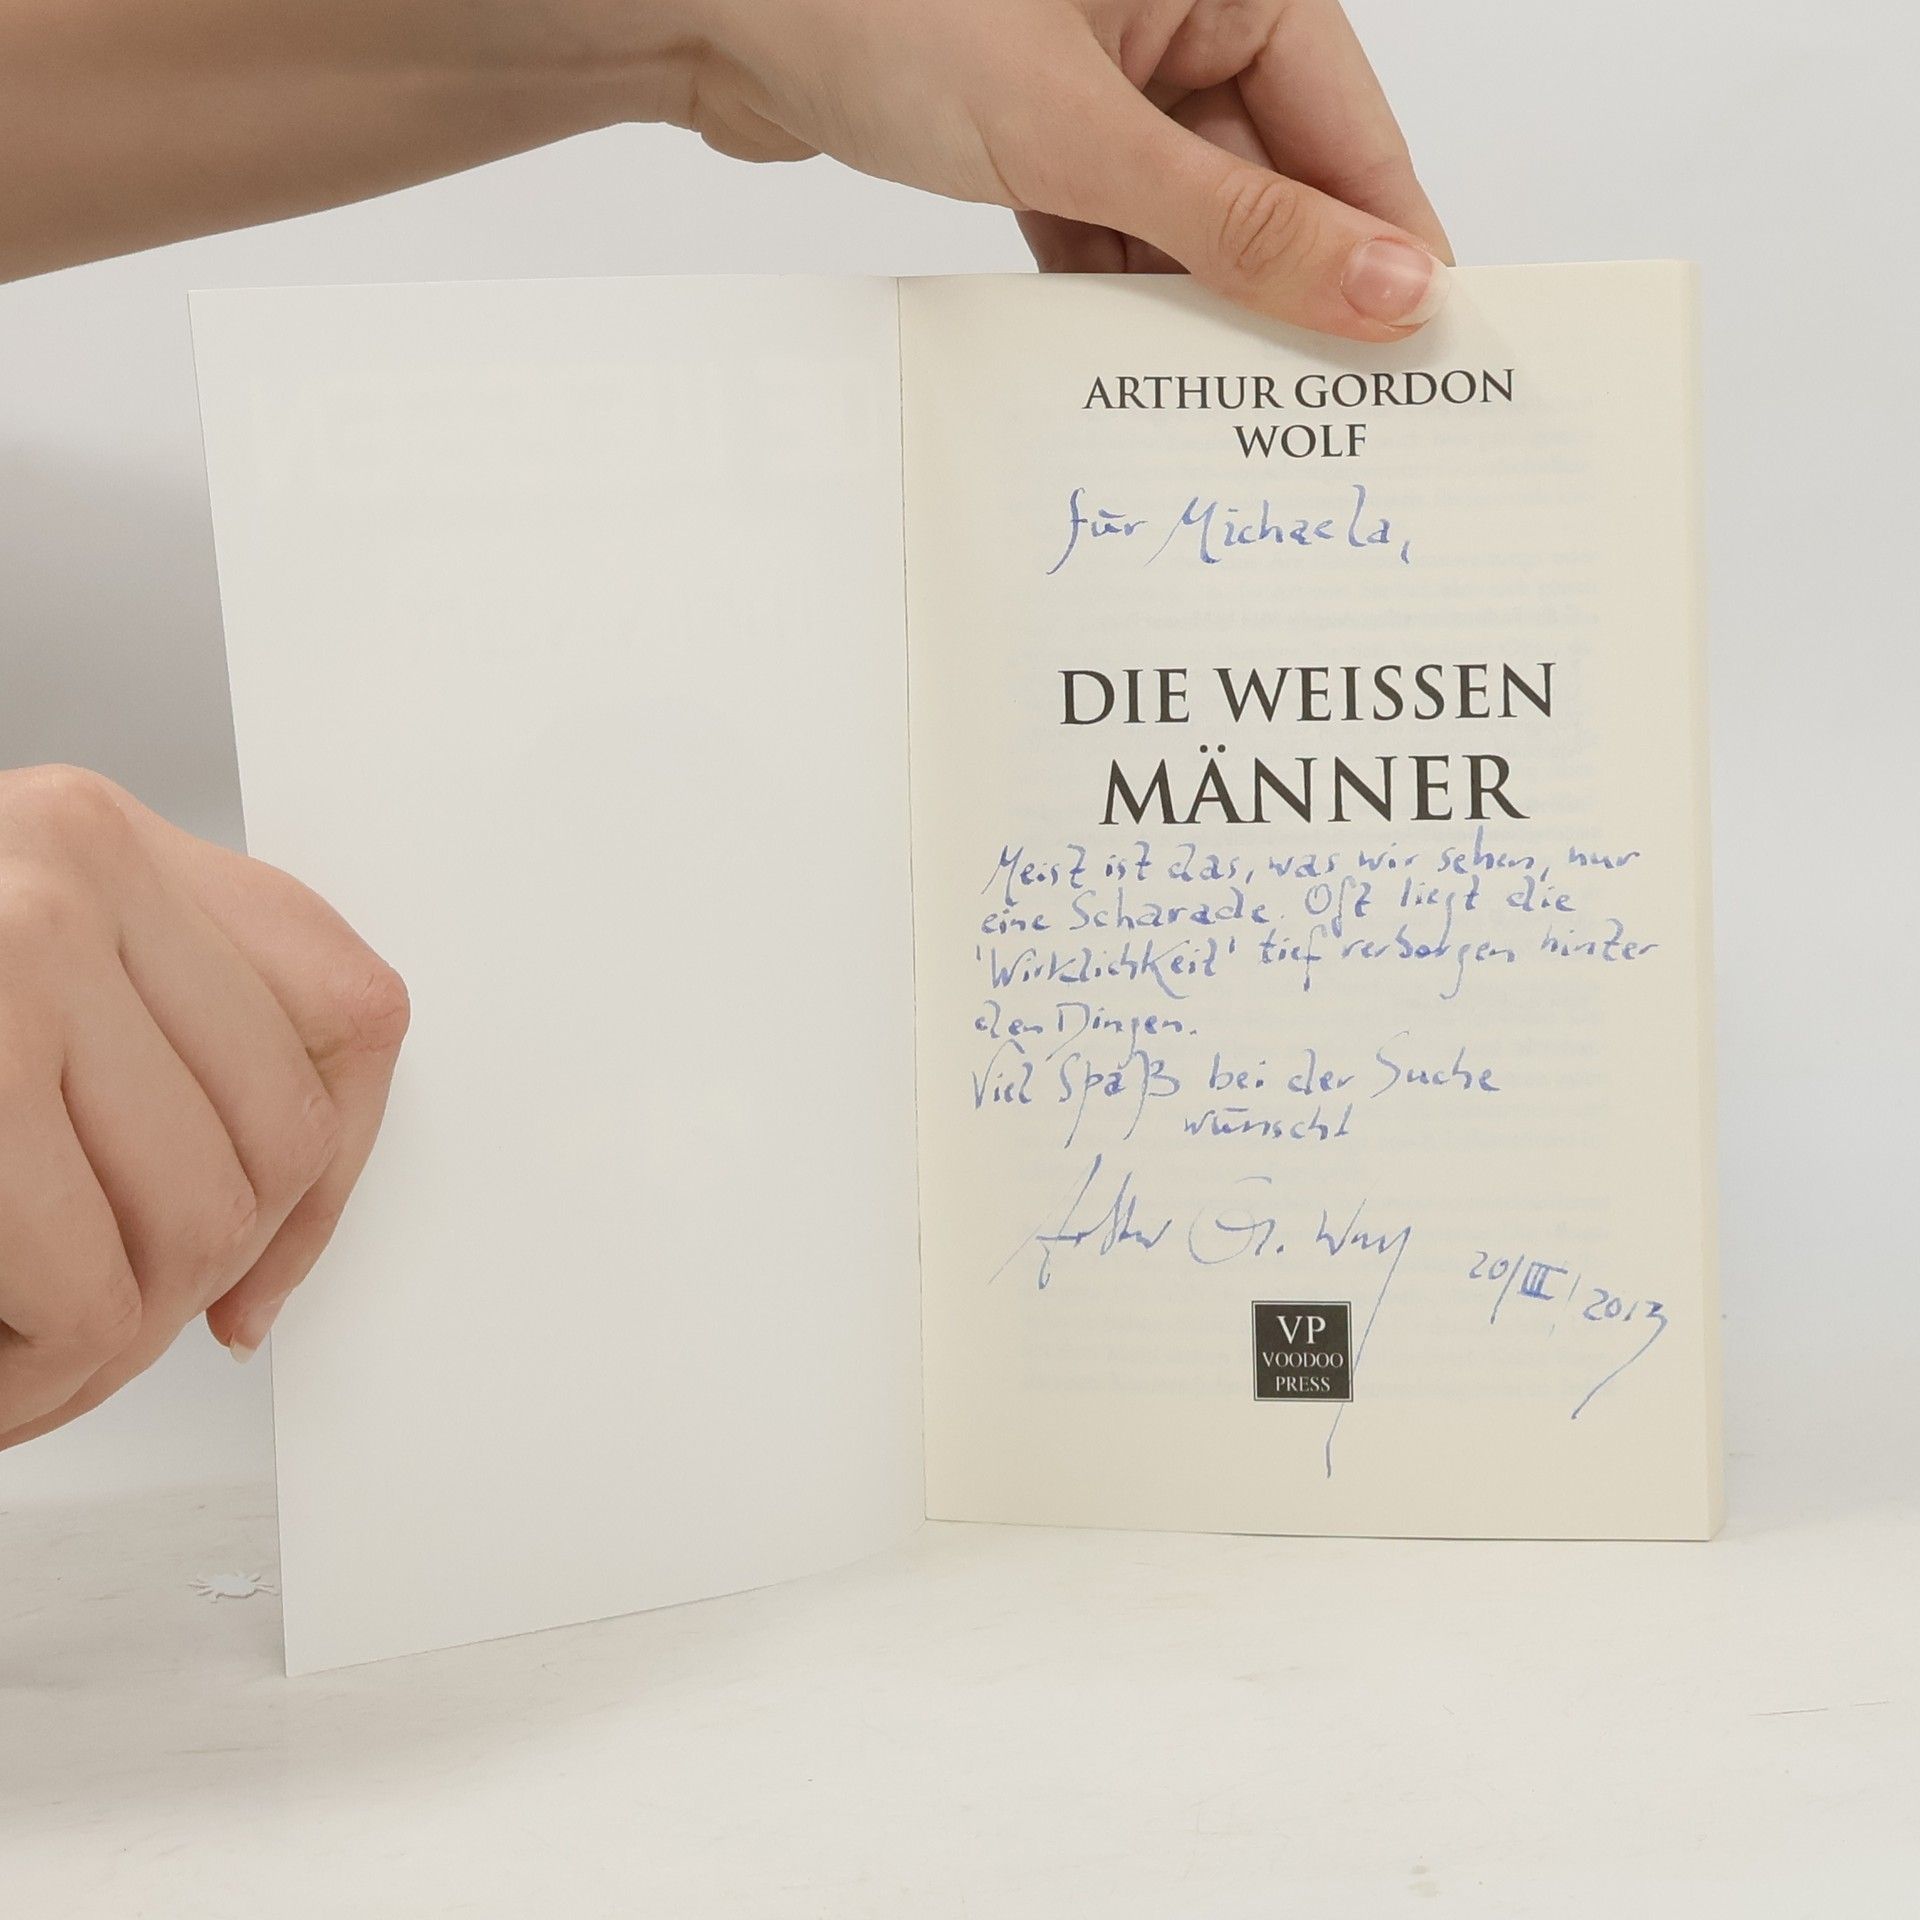 ARTHUR GORDON
WOLF
für Michaela,
DIE WEISSEN
MÄNNER
Meist ist das, was wir sehen, nur
eine Scharade. Oft liegt die
'Wirklichkeit' tief verborgen hinter
den Dingen.
Viel Spaß bei der Suche
wünscht
Arthur G.
20/III/2013
VP
VOODOO
PRESS